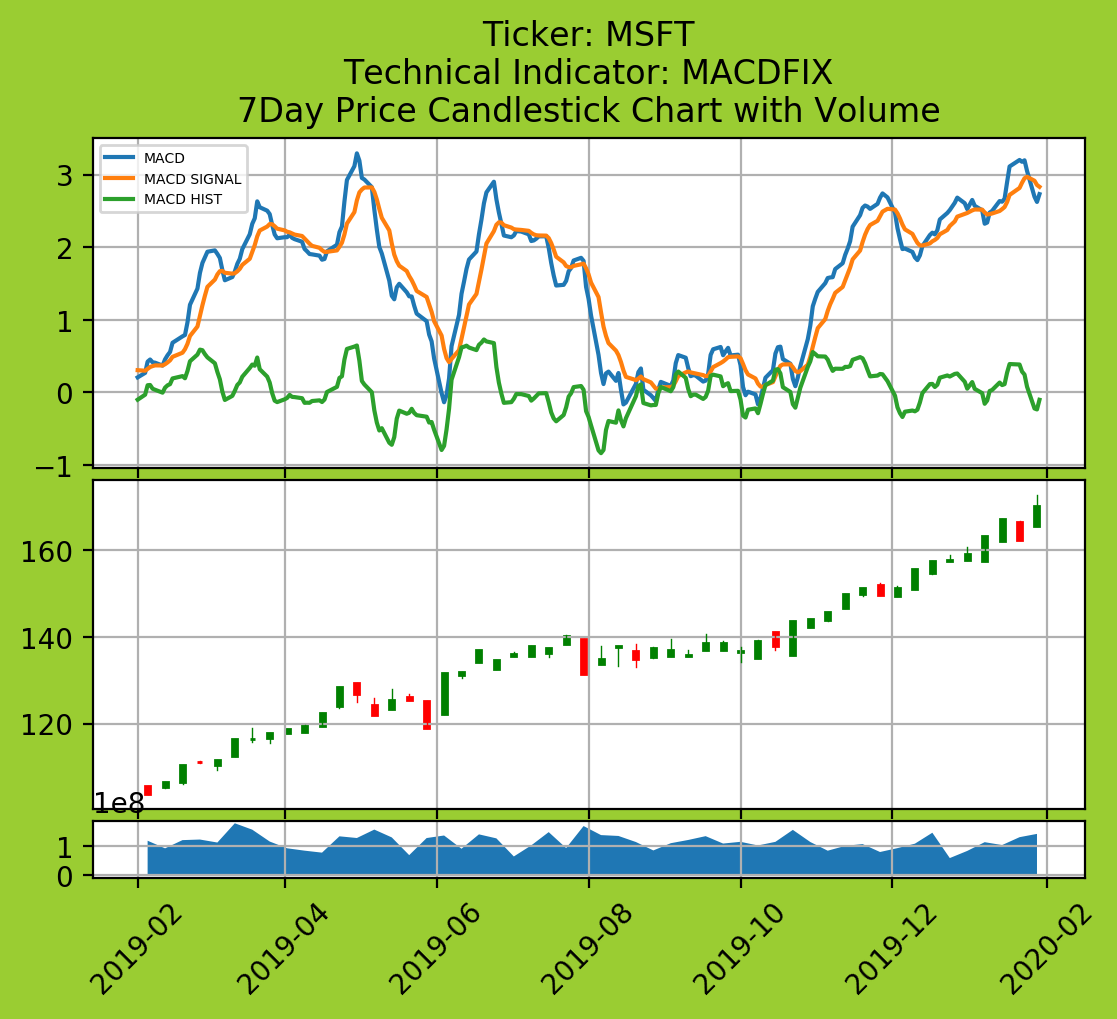 Ticker: MSFT
Technical Indicator: MACDFIX
7Day Price Candlestick Chart with Volume
MACD
MACD SIGNAL
MACD HIST
3
2
1
0
−1
160
140
120
1e8
1
0
2019-02
2019-04
2019-06
2019-08
2019-10
2019-12
2020-02